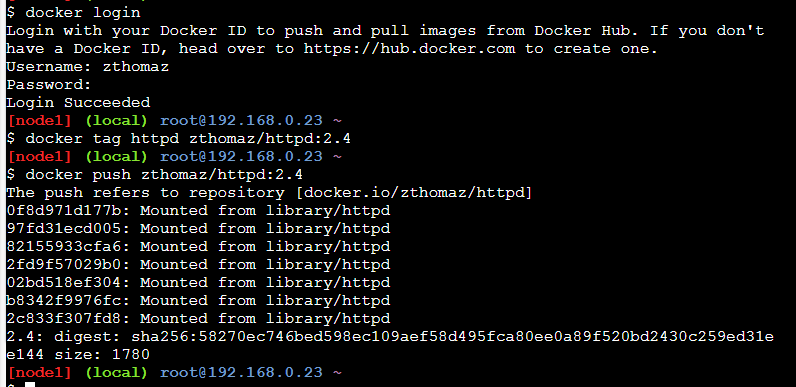 $ docker login
Login with your Docker ID to push and pull images from Docker Hub. If you don't
have a Docker ID, head over to https://hub.docker.com to create one.
Username: zthomaz
Password:
Login Succeeded
[node1] (local) root@192.168.0.23 ~
$ docker tag httpd zthomaz/httpd:2.4
[node1] (local) root@192.168.0.23 ~
$ docker push zthomaz/httpd:2.4
The push refers to repository [docker.io/zthomaz/httpd]
0f8d971d177b: Mounted from library/httpd
97fd31ecd005: Mounted from library/httpd
82155933cfa6: Mounted from library/httpd
2fd9f57029b0: Mounted from library/httpd
02bd518ef304: Mounted from library/httpd
b8342f9976fc: Mounted from library/httpd
2c833f307fd8: Mounted from library/httpd
2.4: digest: sha256:58270ec746bed598ec109aef58d495fca80ee0a89f520bd2430c259ed31e
e144 size: 1780
[node1] (local) root@192.168.0.23 ~
$